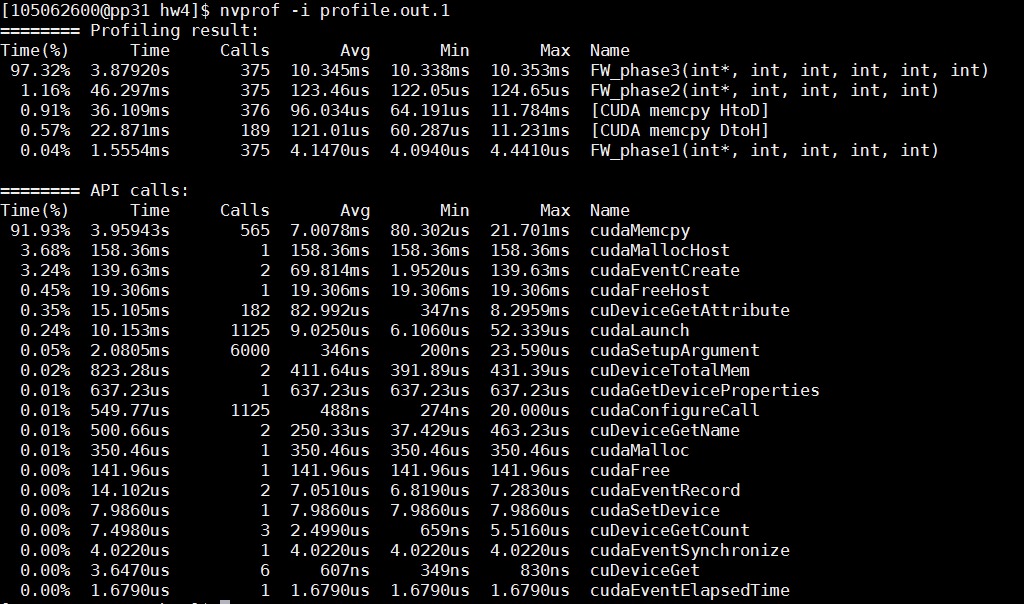 [105062600@pp31 hw4]$ nvprof -i profile.out.1
======== Profiling result:
Time(%)      Time     Calls       Avg       Min       Max  Name
 97.32%  3.87920s       375  10.345ms  10.338ms  10.353ms  FW_phase3(int*, int, int, int, int, int)
  1.16%  46.297ms       375  123.46us  122.05us  124.65us  FW_phase2(int*, int, int, int, int)
  0.91%  36.109ms       376  96.034us  64.191us  11.784ms  [CUDA memcpy HtoD]
  0.57%  22.871ms       189  121.01us  60.287us  11.231ms  [CUDA memcpy DtoH]
  0.04%  1.5554ms       375  4.1470us  4.0940us  4.4410us  FW_phase1(int*, int, int, int, int)
======== API calls:
Time(%)      Time     Calls       Avg       Min       Max  Name
 91.93%  3.95943s       565  7.0078ms  80.302us  21.701ms  cudaMemcpy
  3.68%  158.36ms         1  158.36ms  158.36ms  158.36ms  cudaMallocHost
  3.24%  139.63ms         2  69.814ms  1.9520us  139.63ms  cudaEventCreate
  0.45%  19.306ms         1  19.306ms  19.306ms  19.306ms  cudaFreeHost
  0.35%  15.105ms       182  82.992us     347ns  8.2959ms  cuDeviceGetAttribute
  0.24%  10.153ms      1125  9.0250us  6.1060us  52.339us  cudaLaunch
  0.05%  2.0805ms      6000     346ns     200ns  23.590us  cudaSetupArgument
  0.02%  823.28us         2  411.64us  391.89us  431.39us  cuDeviceTotalMem
  0.01%  637.23us         1  637.23us  637.23us  637.23us  cudaGetDeviceProperties
  0.01%  549.77us      1125     488ns     274ns  20.000us  cudaConfigureCall
  0.01%  500.66us         2  250.33us  37.429us  463.23us  cuDeviceGetName
  0.01%  350.46us         1  350.46us  350.46us  350.46us  cudaMalloc
  0.00%  141.96us         1  141.96us  141.96us  141.96us  cudaFree
  0.00%  14.102us         2  7.0510us  6.8190us  7.2830us  cudaEventRecord
  0.00%  7.9860us         1  7.9860us  7.9860us  7.9860us  cudaSetDevice
  0.00%  7.4980us         3  2.4990us     659ns  5.5160us  cuDeviceGetCount
  0.00%  4.0220us         1  4.0220us  4.0220us  4.0220us  cudaEventSynchronize
  0.00%  3.6470us         6     607ns     349ns     830ns  cuDeviceGet
  0.00%  1.6790us         1  1.6790us  1.6790us  1.6790us  cudaEventElapsedTime